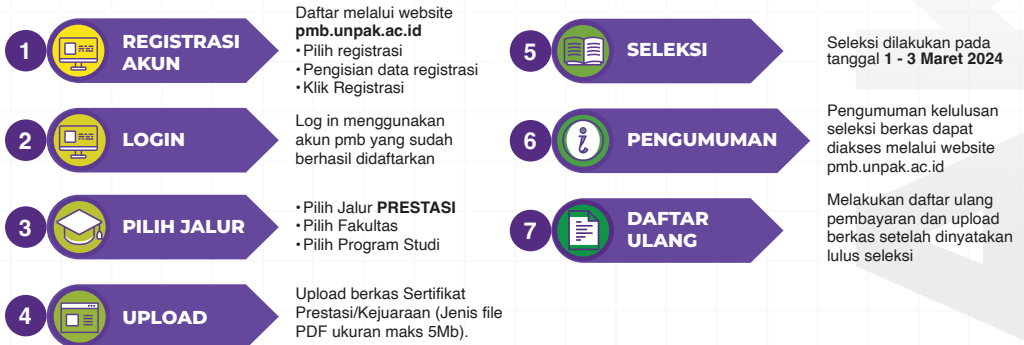 1
REGISTRASI
AKUN
Daftar melalui website
pmb.unpak.ac.id
•Pilih registrasi
•Pengisian data registrasi
•Klik Registrasi
2
LOGIN
Log in menggunakan
akun pmb yang sudah
berhasil didaftarkan
3
PILIH JALUR
•Pilih Jalur PRESTASI
•Pilih Fakultas
•Pilih Program Studi
4
UPLOAD
Upload berkas Sertifikat
Prestasi/Kejuaraan (Jenis file
PDF ukuran maks 5Mb).
5
SELEKSI
Seleksi dilakukan pada
tanggal 1 - 3 Maret 2024
6
i
PENGUMUMAN
Pengumuman kelulusan
seleksi berkas dapat
diakses melalui website
pmb.unpak.ac.id
7
DAFTAR
ULANG
Melakukan daftar ulang
pembayaran dan upload
berkas setelah dinyatakan
lulus seleksi